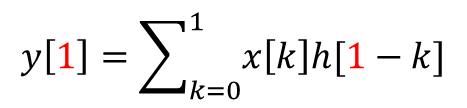 y[1] = ∑_{k=0}^{1} x[k]h[1 − k]